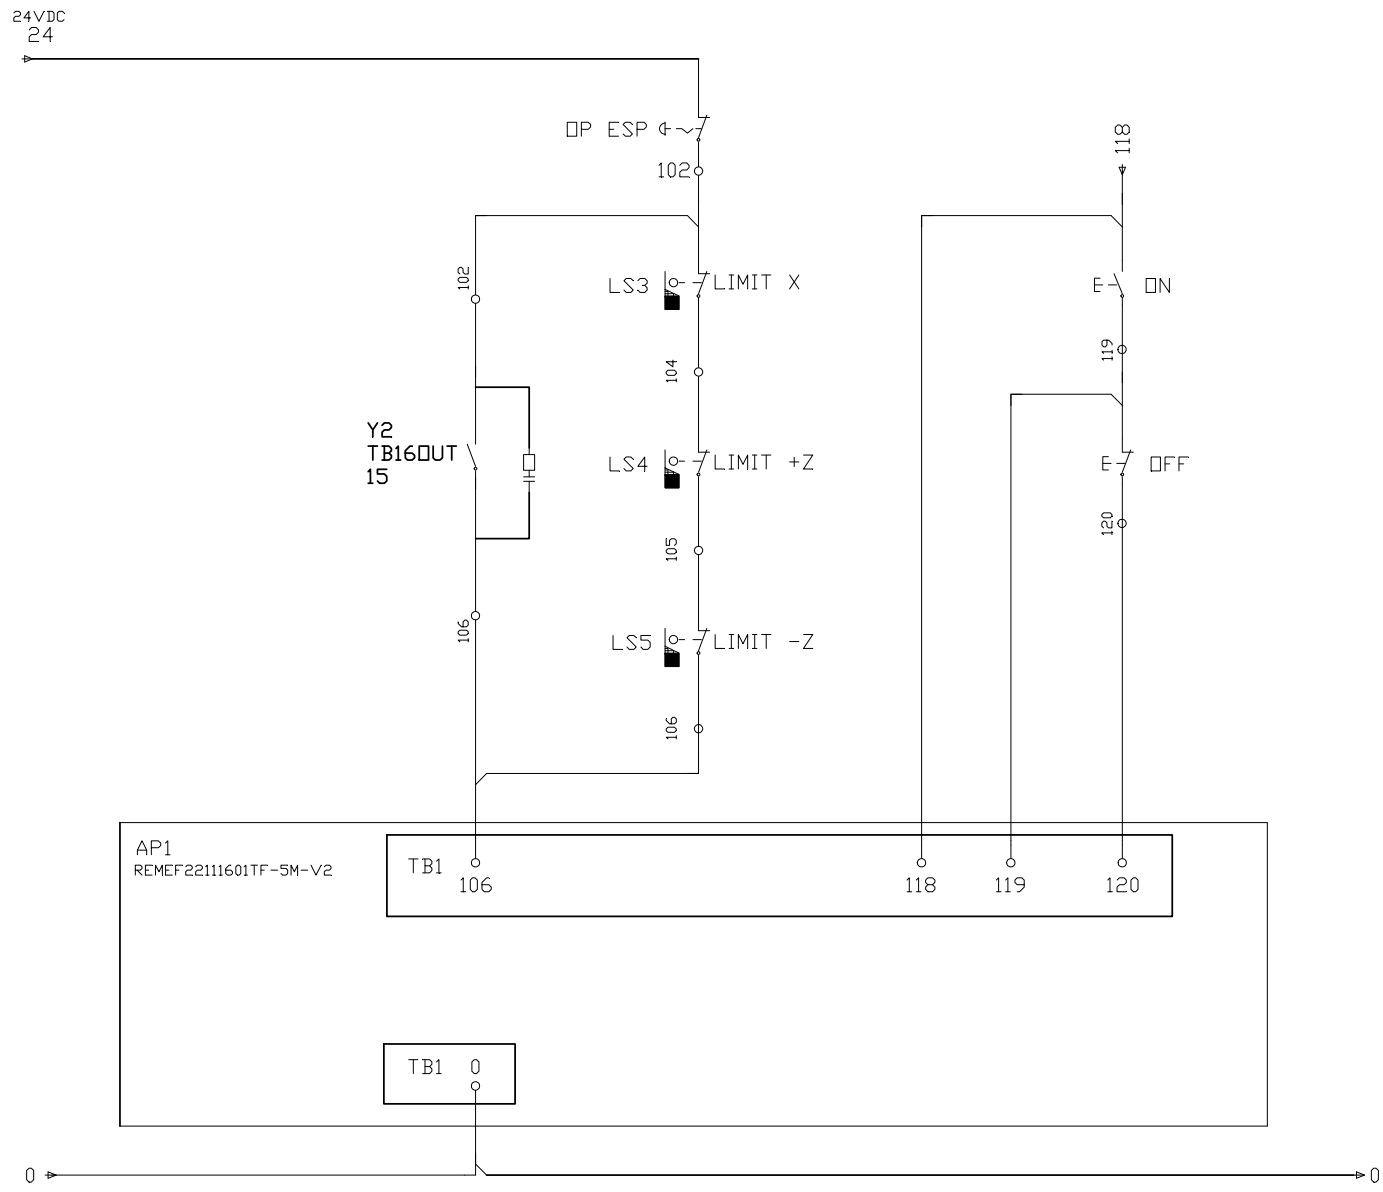 24VDC
24
OP ESP
102
118
102
LS3
LIMIT X
E
ON
104
119
Y2
TB16OUT
15
LS4
LIMIT +Z
E
OFF
105
120
106
LS5
LIMIT -Z
106
AP1
REMEF22111601TF-5M-V2
TB1
106
118
119
120
TB1 0
0
0